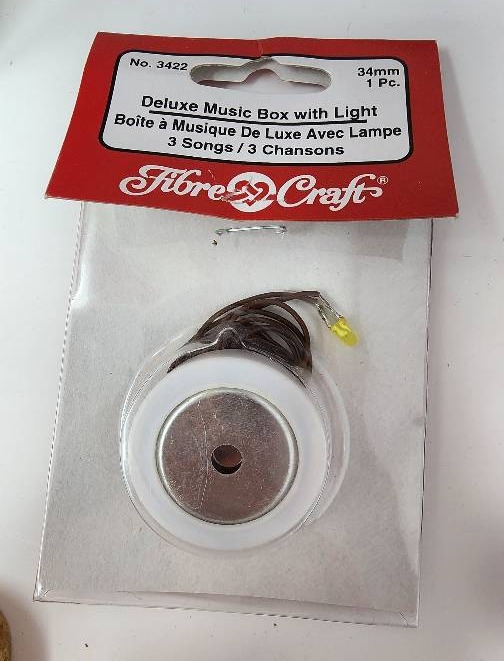 No. 3422
34mm
1 Pc.
Deluxe Music Box with Light
Boîte à Musique De Luxe Avec Lampe
3 Songs / 3 Chansons
Fibre Craft®